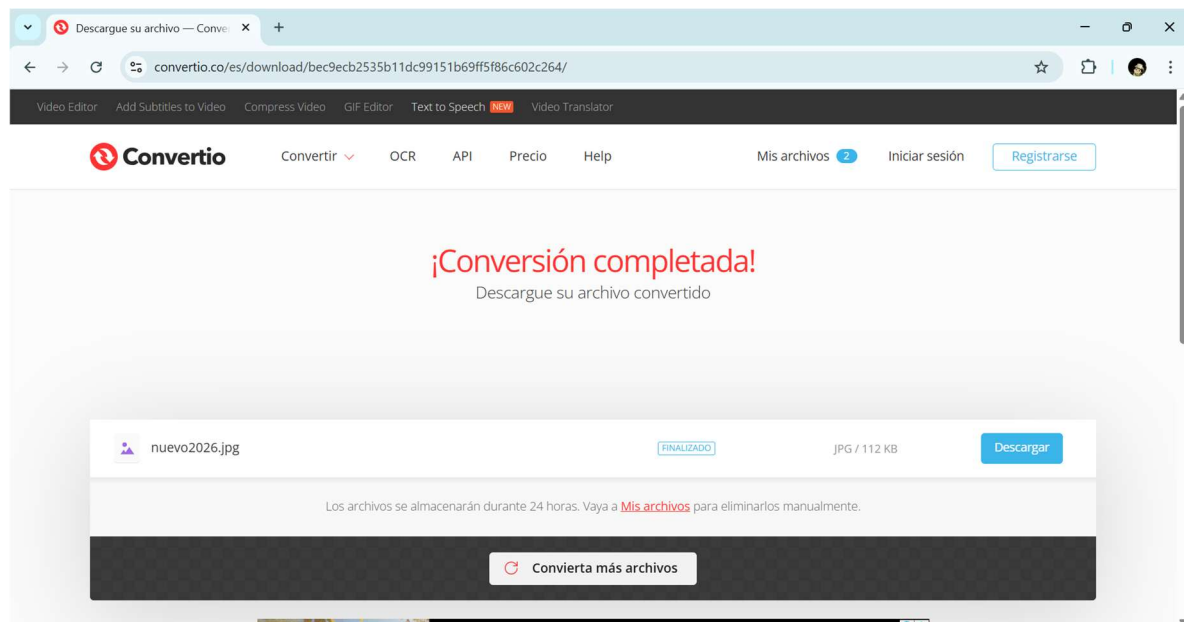 Descargue su archivo — Conve
convertio.co/es/download/bec9ecb2535b11dc99151b69ff5f86c602c264/
Video Editor Add Subtitles to Video Compress Video GIF Editor Text to Speech NEW Video Translator
Convertio Convertir OCR API Precio Help Mis archivos 2 Iniciar sesión Registrarse
¡Conversión completada!
Descargue su archivo convertido
nuevo2026.jpg FINALIZADO JPG / 112 KB Descargar
Los archivos se almacenarán durante 24 horas. Vaya a Mis archivos para eliminarlos manualmente.
Convierta más archivos